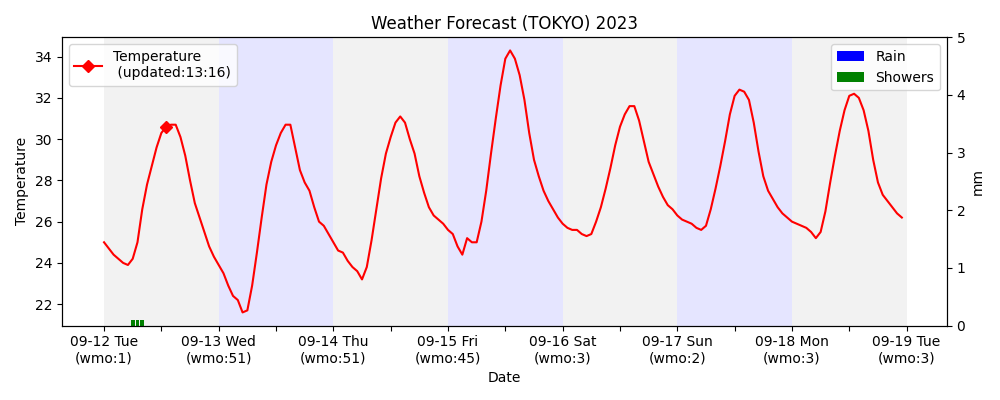 Weather Forecast (TOKYO) 2023
Temperature
(updated:13:16)
Rain
Showers
34
32
30
28
26
24
22
Temperature
5
4
3
2
1
0
mm
09-12 Tue
(wmo:1)
09-13 Wed
(wmo:51)
09-14 Thu
(wmo:51)
09-15 Fri
(wmo:45)
09-16 Sat
(wmo:3)
09-17 Sun
(wmo:2)
09-18 Mon
(wmo:3)
09-19 Tue
(wmo:3)
Date